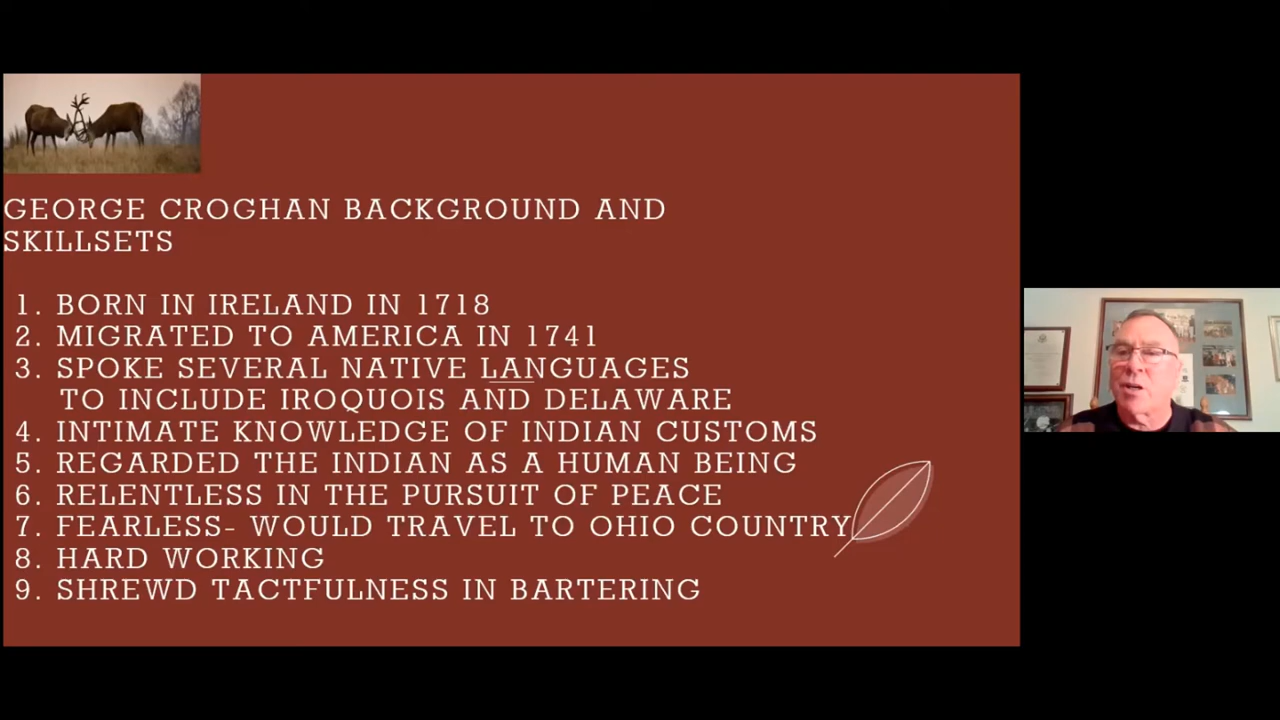 GEORGE CROGHAN BACKGROUND AND
SKILLSETS
1. BORN IN IRELAND IN 1718
2. MIGRATED TO AMERICA IN 1741
3. SPOKE SEVERAL NATIVE LANGUAGES
TO INCLUDE IROQUOIS AND DELAWARE
4. INTIMATE KNOWLEDGE OF INDIAN CUSTOMS
5. REGARDED THE INDIAN AS A HUMAN BEING
6. RELENTLESS IN THE PURSUIT OF PEACE
7. FEARLESS- WOULD TRAVEL TO OHIO COUNTRY
8. HARD WORKING
9. SHREWD TACTFULNESS IN BARTERING